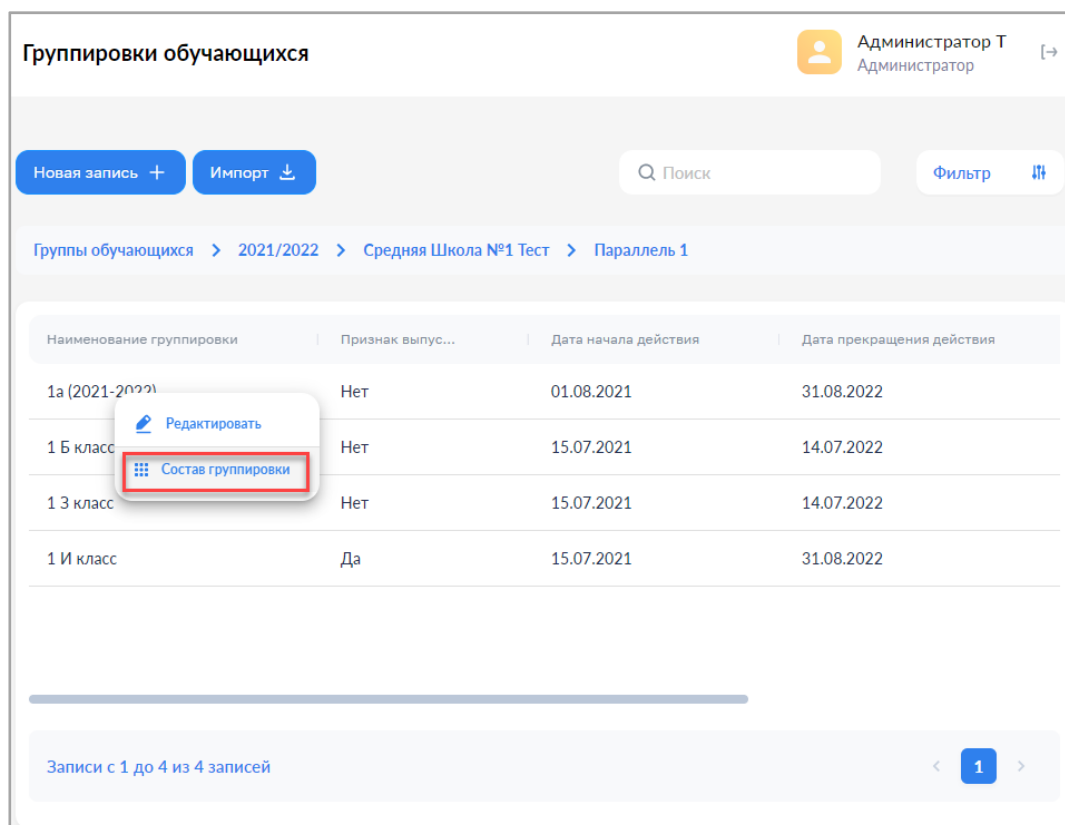 Группировки обучающихся
Администратор Т
Администратор
Новая запись
Импорт
Поиск
Фильтр
Группы обучающихся > 2021/2022 > Средняя Школа №1 Тест > Параллель 1
Наименование группировки Признак выпус... Дата начала действия Дата прекращения действия
1а (2021-2022) Нет 01.08.2021 31.08.2022
Редактировать
1 Б класс Нет 15.07.2021 14.07.2022
Состав группировки
1 З класс Нет 15.07.2021 14.07.2022
1 И класс Да 15.07.2021 31.08.2022
Записи с 1 до 4 из 4 записей
< 1 >